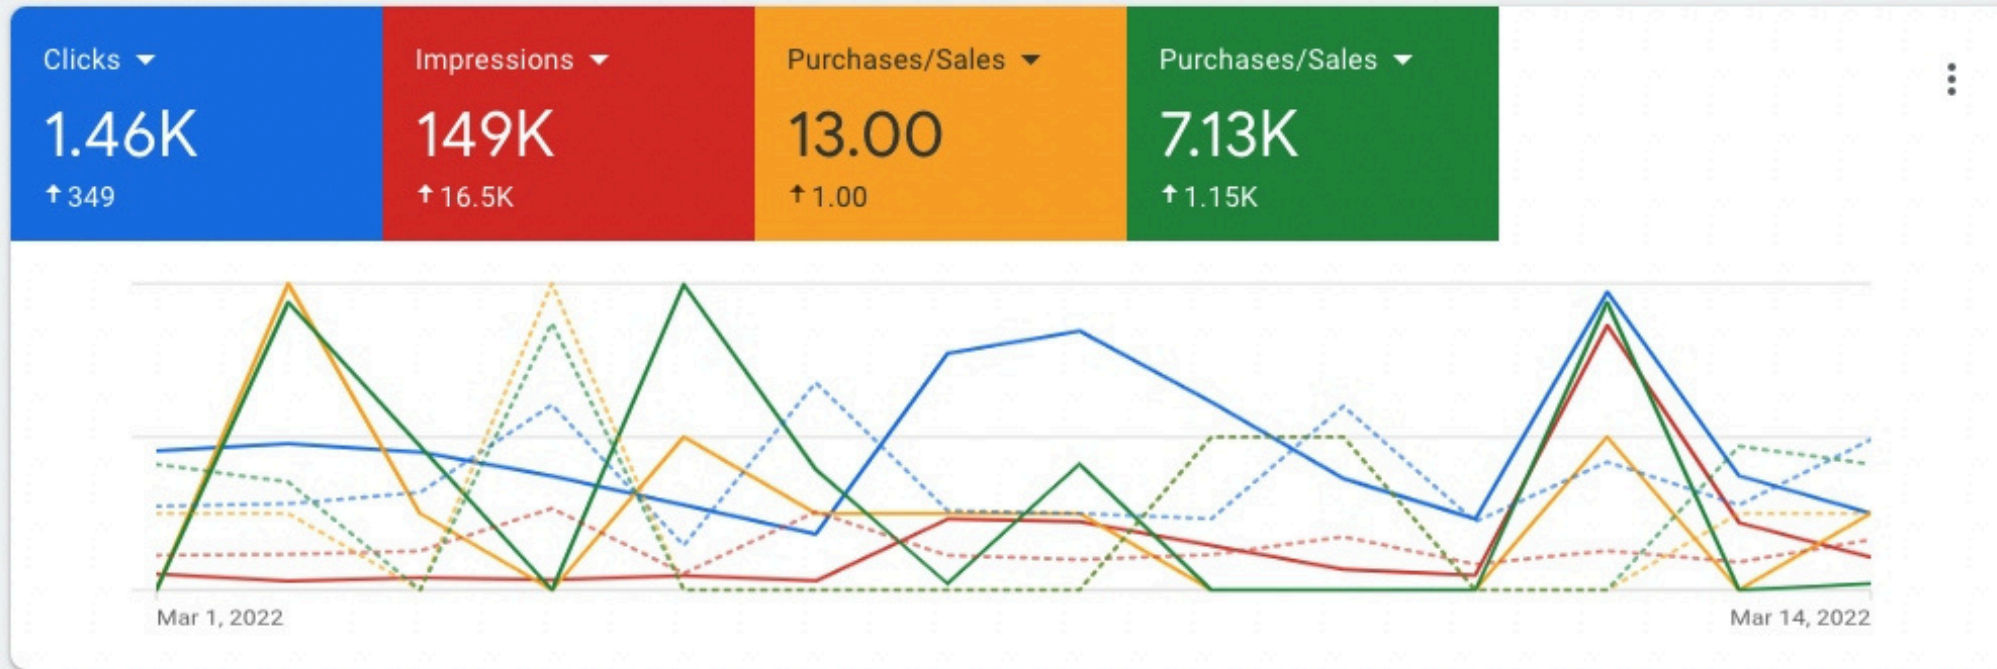 Clicks
1.46K
349
Impressions
149K
16.5K
Purchases/Sales
13.00
1.00
Purchases/Sales
7.13K
1.15K
Mar 1, 2022
Mar 14, 2022